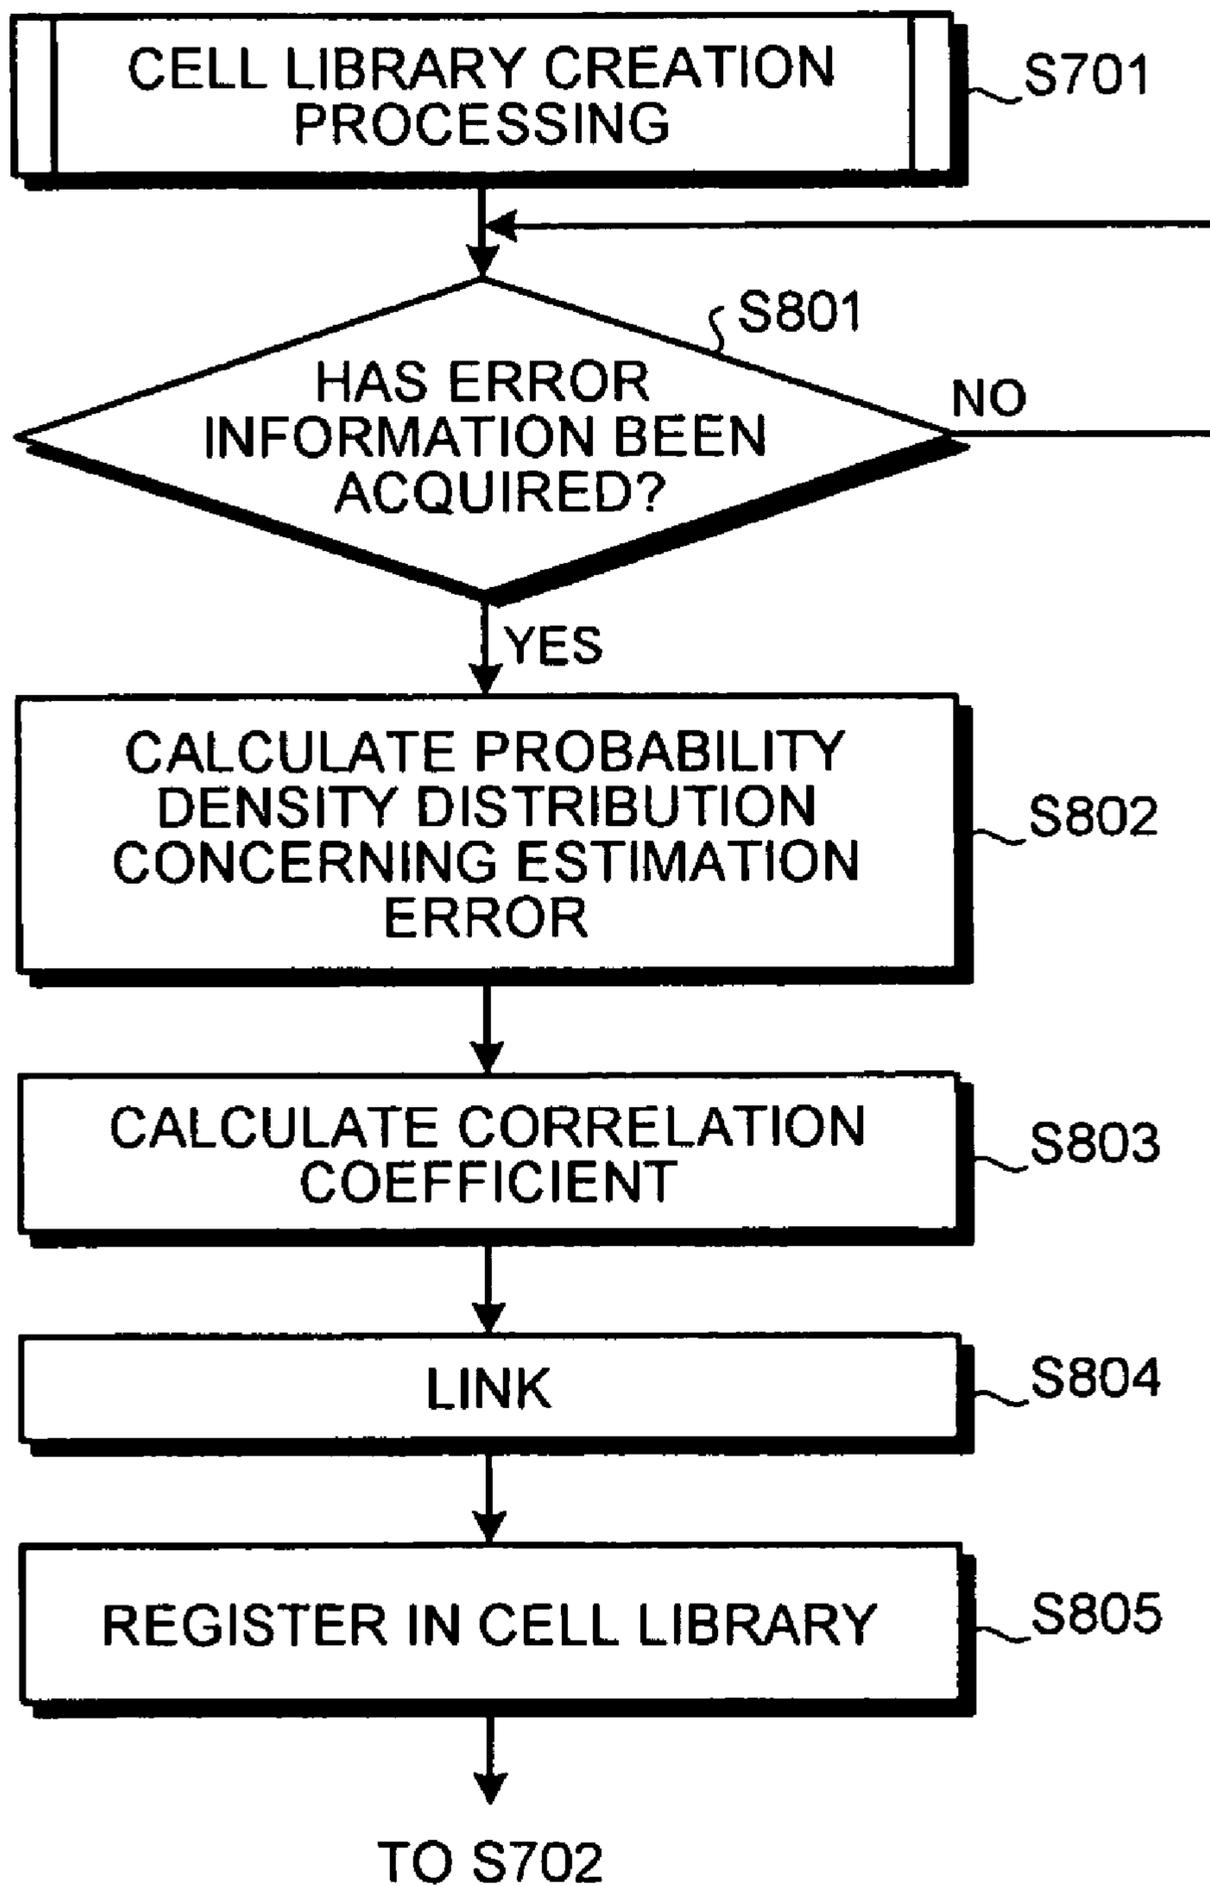 CELL LIBRARY CREATION
PROCESSING
S701
S801
HAS ERROR
INFORMATION BEEN
ACQUIRED?
NO
YES
CALCULATE PROBABILITY
DENSITY DISTRIBUTION
CONCERNING ESTIMATION
ERROR
S802
CALCULATE CORRELATION
COEFFICIENT
S803
LINK
S804
REGISTER IN CELL LIBRARY
S805
TO S702